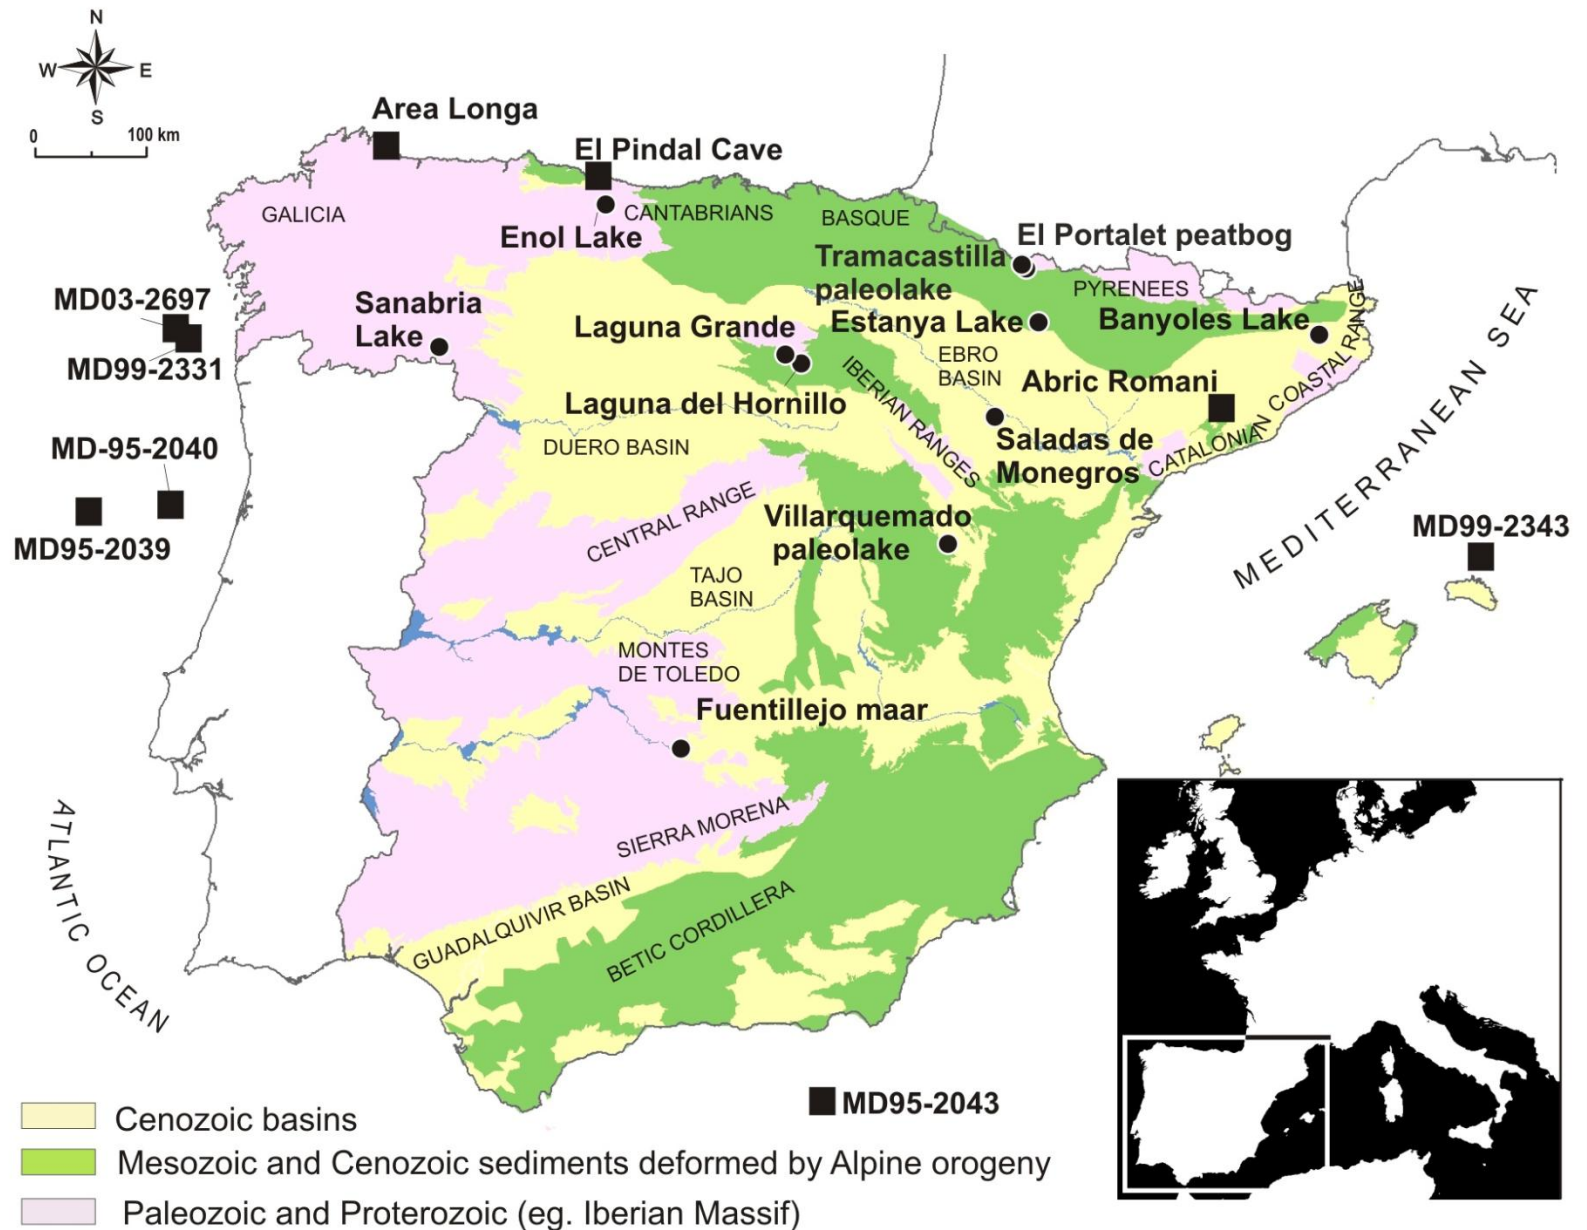 N
W
E
S
0
100 km
Area Longa
El Pindal Cave
GALICIA
CANTABRIANS
BASQUE
Enol Lake
El Portalet peatbog
Tramacastilla
paleolake
PYRENEES
MD03-2697
Sanabria
Lake
Laguna Grande
Estanya Lake
Banyoles Lake
MD99-2331
EBRO
BASIN
Abric Romani
IBERIAN RANGES
CATALONIAN COASTAL RANGE
Laguna del Hornillo
DUERO BASIN
Saladas de
Monegros
MD-95-2040
MD95-2039
CENTRAL RANGE
Villarquemado
paleolake
MEDITERRANEAN SEA
MD99-2343
TAJO
BASIN
MONTES
DE TOLEDO
Fuentillejo maar
SIERRA MORENA
ATLANTIC OCEAN
GUADALQUIVIR BASIN
BETIC CORDILLERA
MD95-2043
Cenozoic basins
Mesozoic and Cenozoic sediments deformed by Alpine orogeny
Paleozoic and Proterozoic (eg. Iberian Massif)